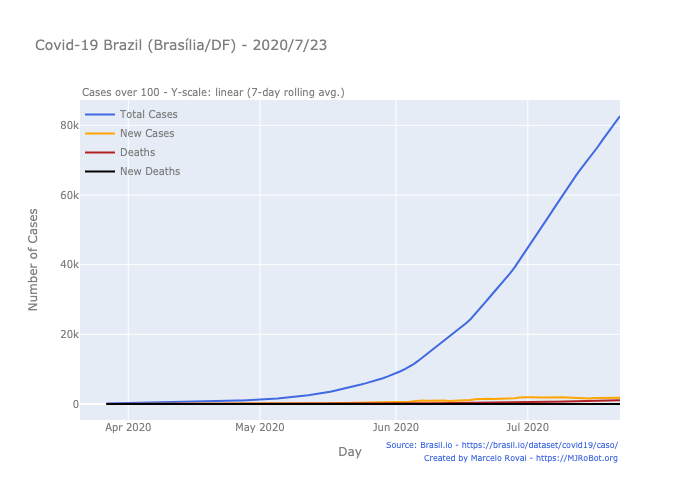 Covid-19 Brazil (Brasília/DF) - 2020/7/23
Cases over 100 - Y-scale: linear (7-day rolling avg.)
Total Cases
New Cases
Deaths
New Deaths
80k
60k
40k
20k
0
Number of Cases
Apr 2020
May 2020
Jun 2020
Jul 2020
Day
Source: Brasil.io - https://brasil.io/dataset/covid19/caso/
Created by Marcelo Rovai - https://MJRoBot.org